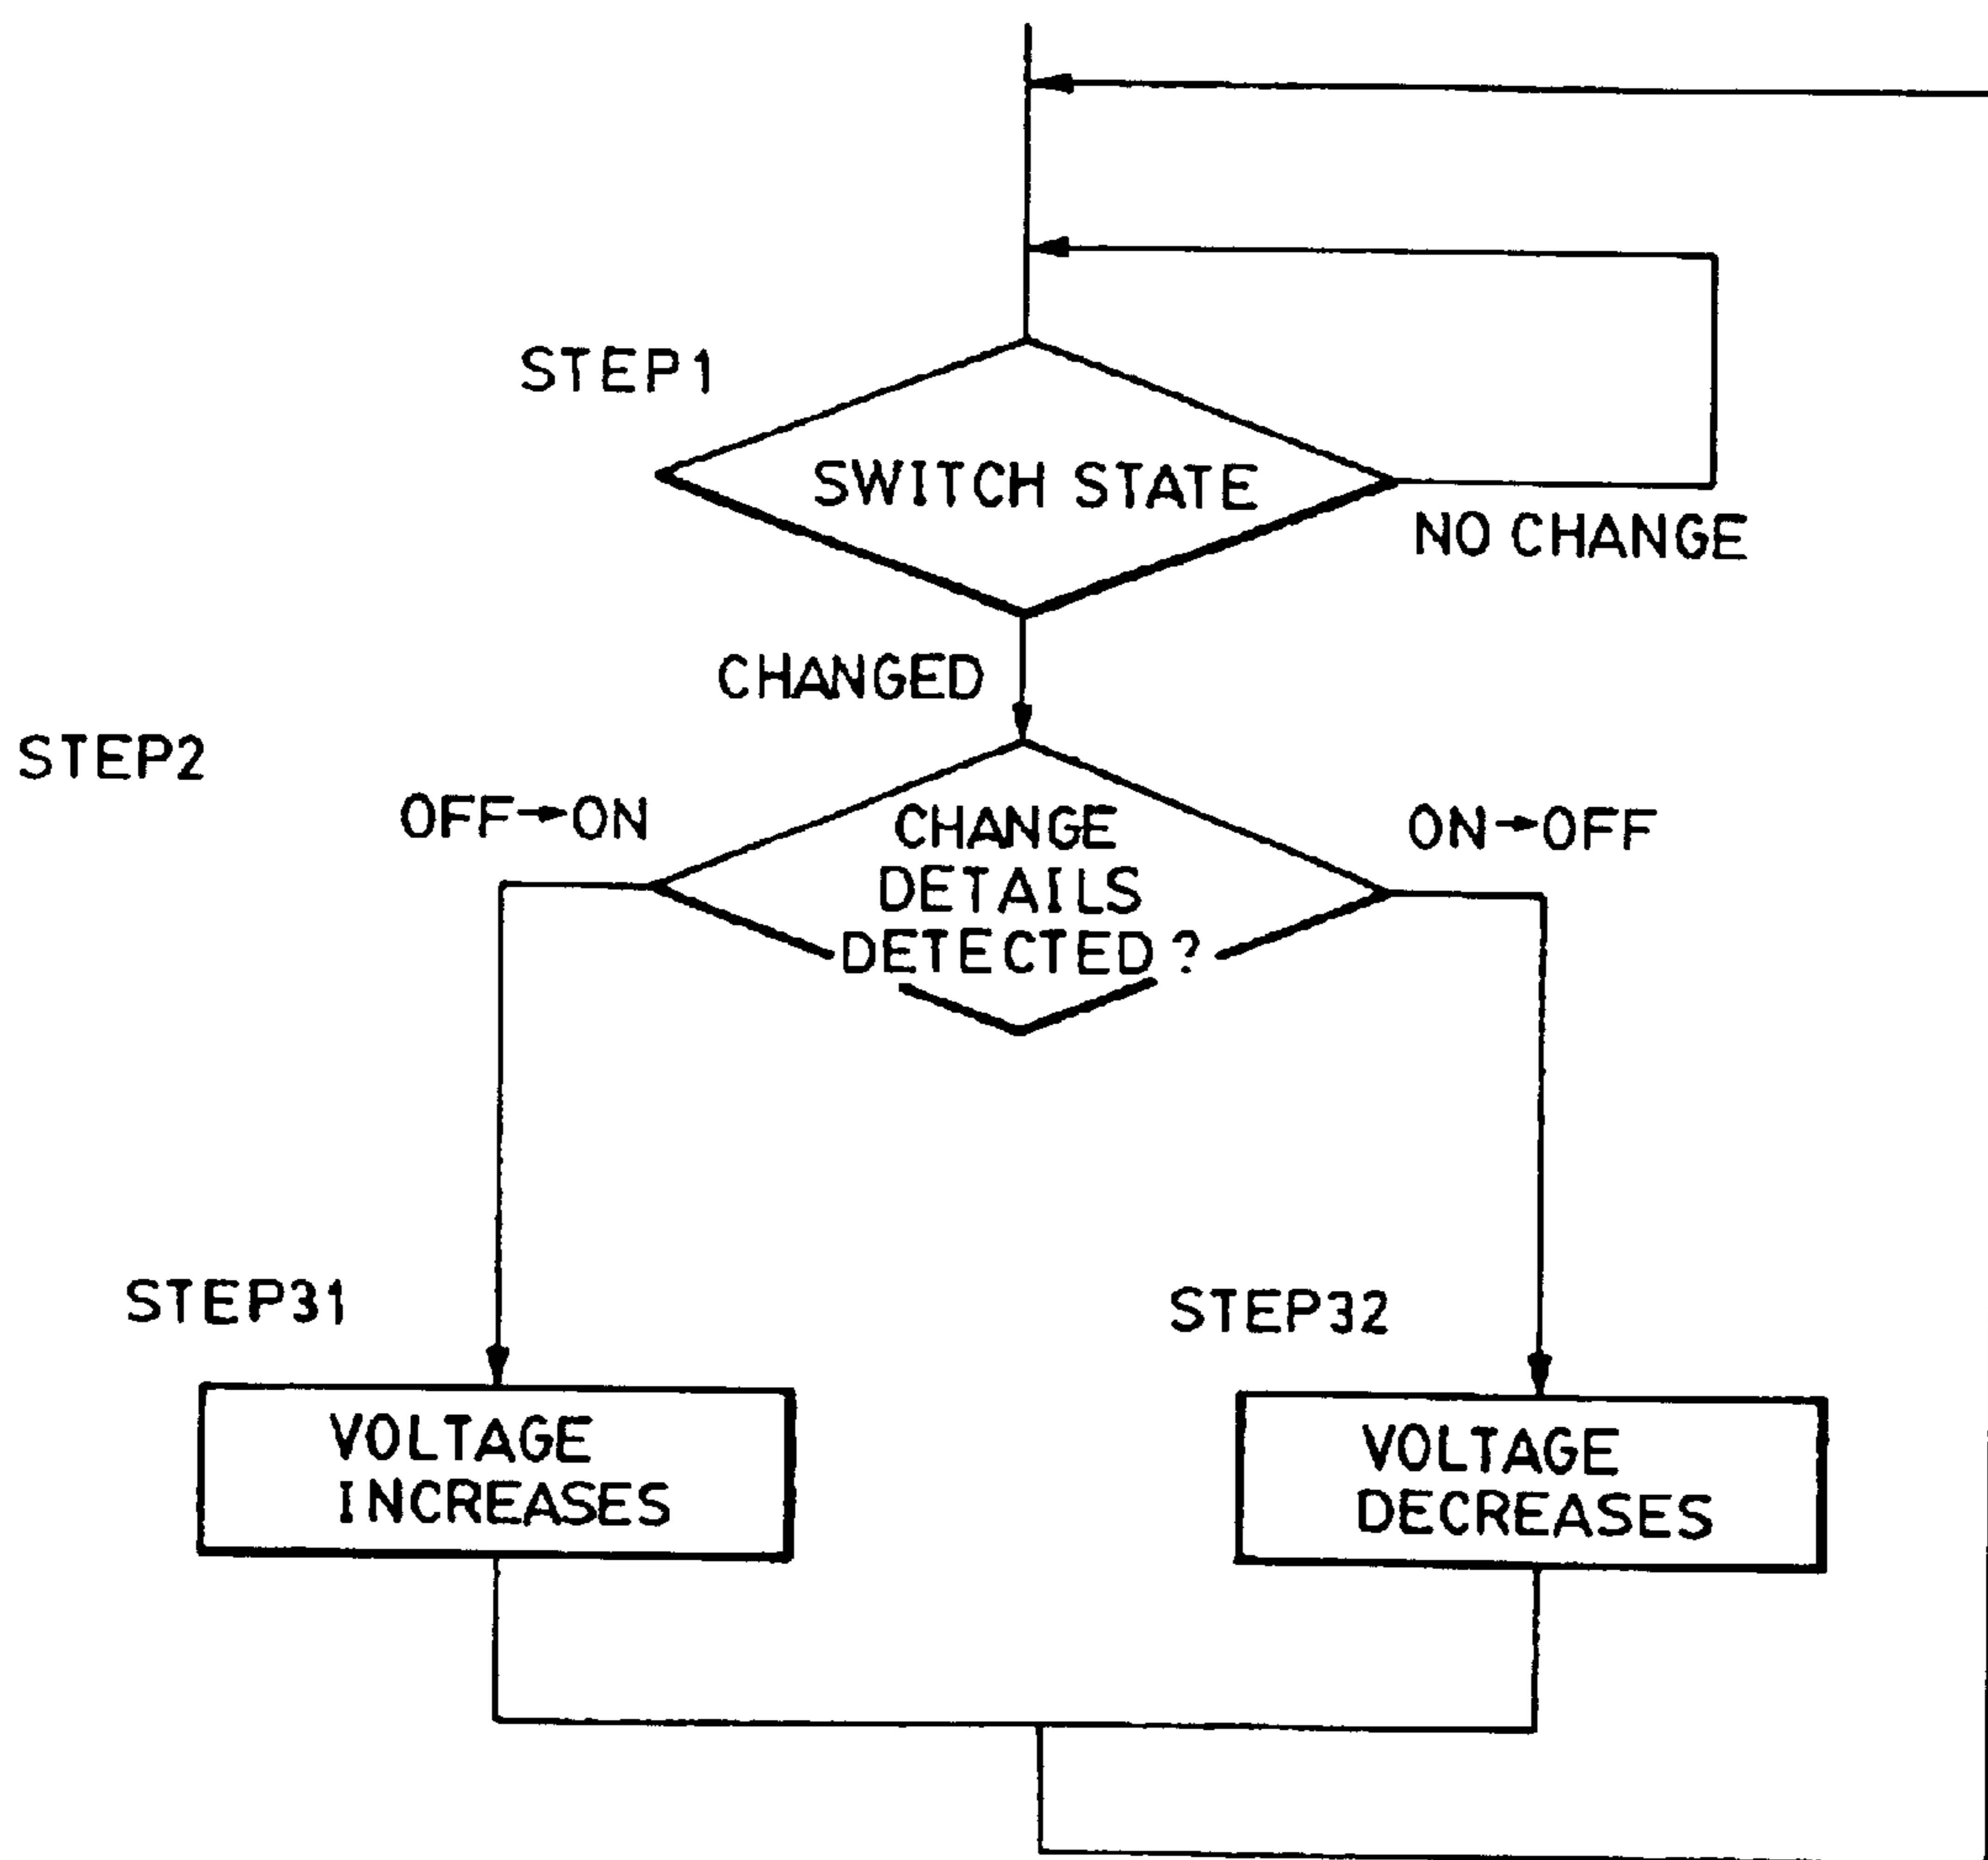 STEP1
SWITCH STATE
NO CHANGE
CHANGED
STEP2
OFF→ON
CHANGE
DETAILS
DETECTED?
ON→OFF
STEP31
STEP32
VOLTAGE
INCREASES
VOLTAGE
DECREASES